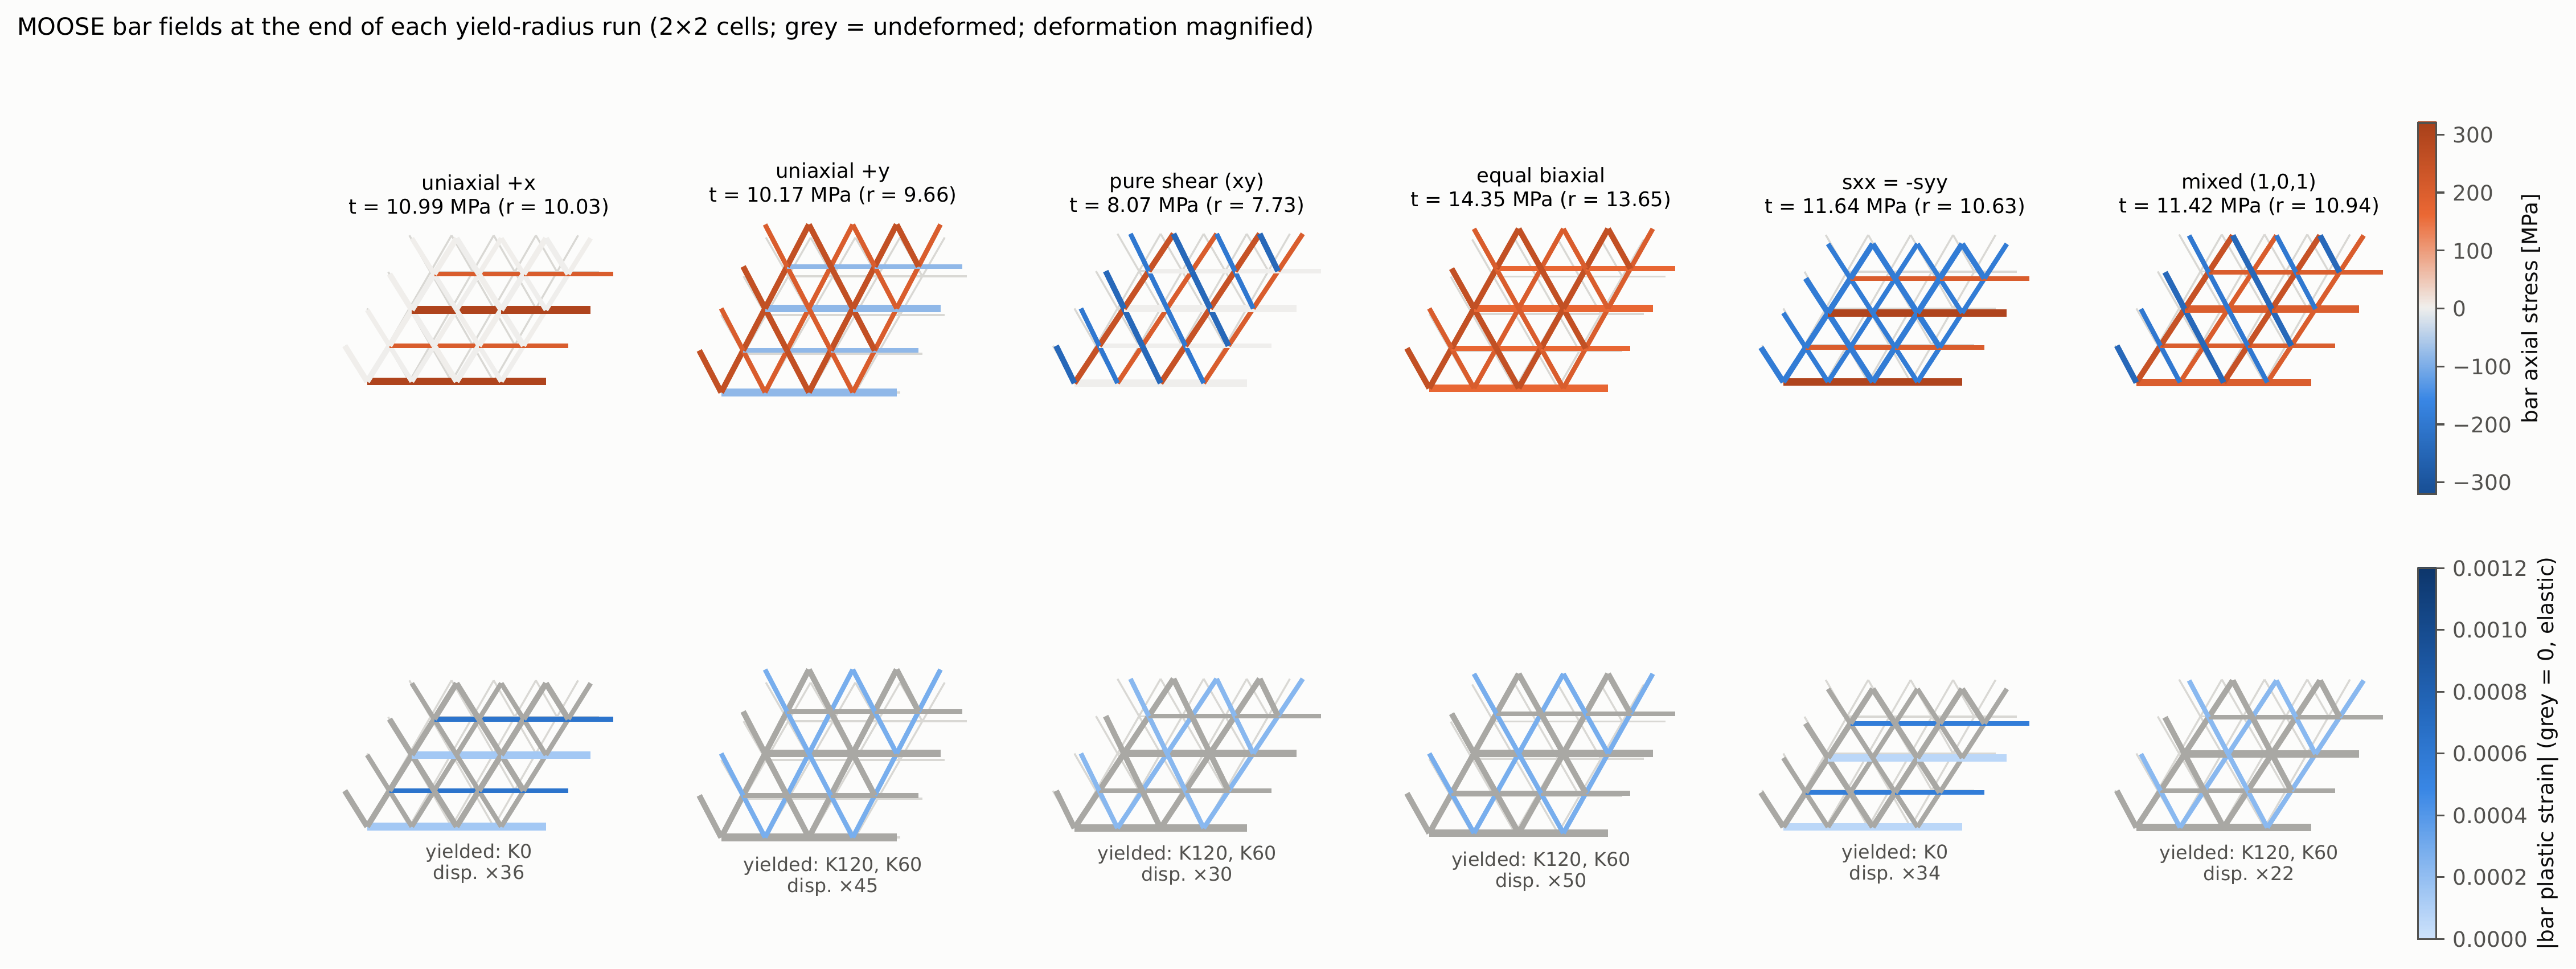 MOOSE bar fields at the end of each yield-radius run (2×2 cells; grey = undeformed; deformation magnified)
uniaxial +x
t = 10.99 MPa (r = 10.03)
uniaxial +y
t = 10.17 MPa (r = 9.66)
pure shear (xy)
t = 8.07 MPa (r = 7.73)
equal biaxial
t = 14.35 MPa (r = 13.65)
sxx = -syy
t = 11.64 MPa (r = 10.63)
mixed (1,0,1)
t = 11.42 MPa (r = 10.94)
300
200
100
0
−100
−200
−300
bar axial stress [MPa]
yielded: K0
disp. ×36
yielded: K120, K60
disp. ×45
yielded: K120, K60
disp. ×30
yielded: K120, K60
disp. ×50
yielded: K0
disp. ×34
yielded: K120, K60
disp. ×22
0.0012
0.0010
0.0008
0.0006
0.0004
0.0002
0.0000
|bar plastic strain| (grey = 0, elastic)